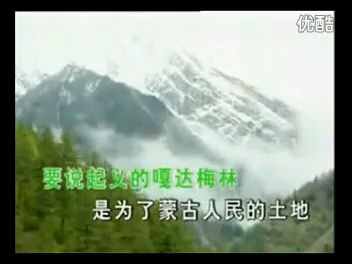 优酷
要说起义的嘎达梅林
是为了蒙古人民的土地